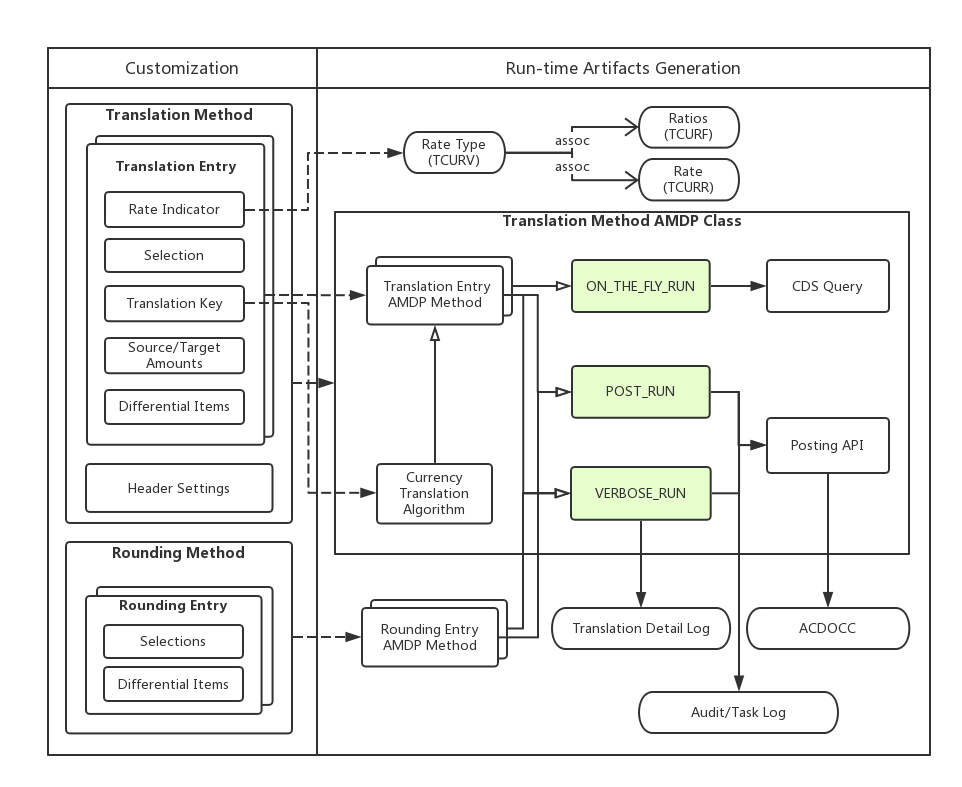 Customization
Run-time Artifacts Generation
Translation Method
Translation Entry
Rate Indicator
Selection
Translation Key
Source/Target
Amounts
Differential Items
Header Settings
Rounding Method
Rounding Entry
Selections
Differential Items
Rate Type
(TCURV)
assoc
assoc
Ratios
(TCURF)
Rate
(TCURR)
Translation Method AMDP Class
Translation Entry
AMDP Method
ON_THE_FLY_RUN
CDS Query
POST_RUN
Posting API
Currency
Translation
Algorithm
VERBOSE_RUN
Rounding Entry
AMDP Method
Translation Detail Log
ACDOCC
Audit/Task Log